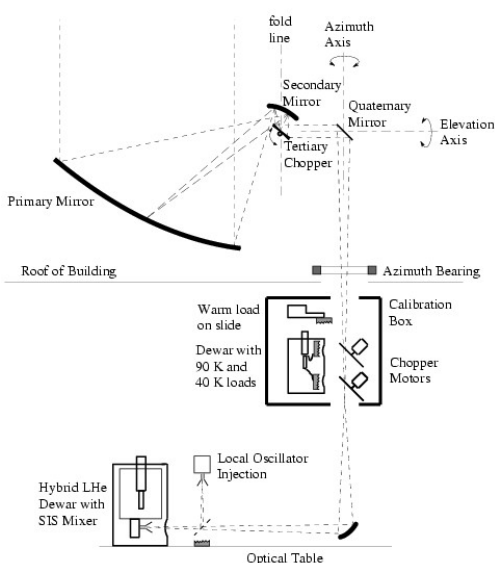 fold
line
Azimuth
Axis
Secondary
Mirror
Quaternary
Mirror
Elevation
Axis
Tertiary
Chopper
Primary Mirror
Roof of Building
Azimuth Bearing
Warm load
on slide
Calibration
Box
Dewar with
90 K and
40 K loads
Chopper
Motors
Local Oscillator
Injection
Hybrid LHe
Dewar with
SIS Mixer
Optical Table